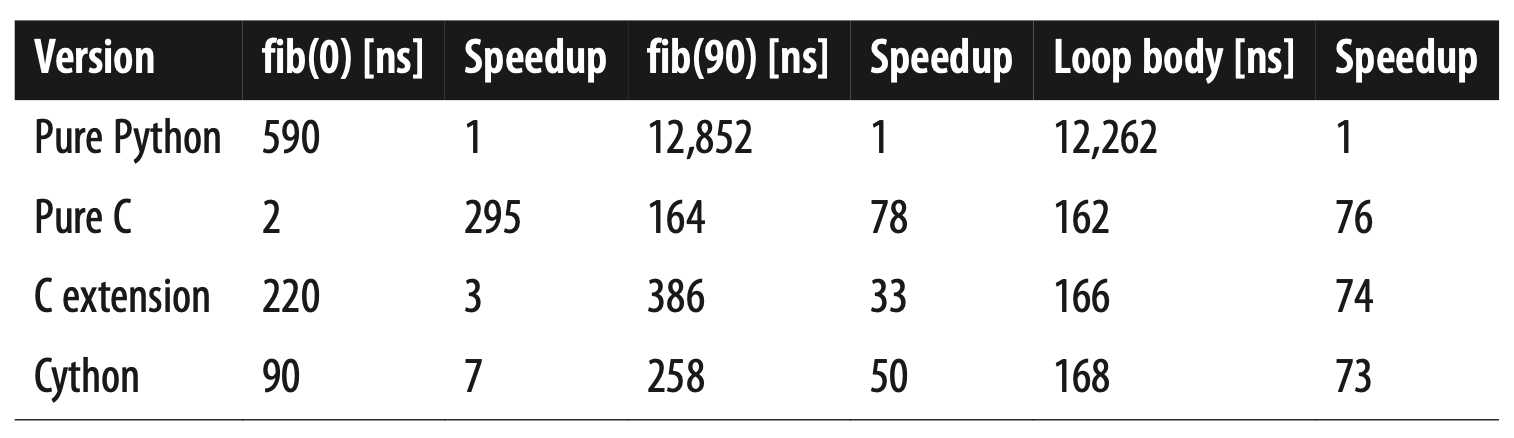 Version fib(0) [ns] Speedup fib(90) [ns] Speedup Loop body [ns] Speedup
Pure Python 590 1 12,852 1 12,262 1
Pure C 2 295 164 78 162 76
C extension 220 3 386 33 166 74
Cython 90 7 258 50 168 73